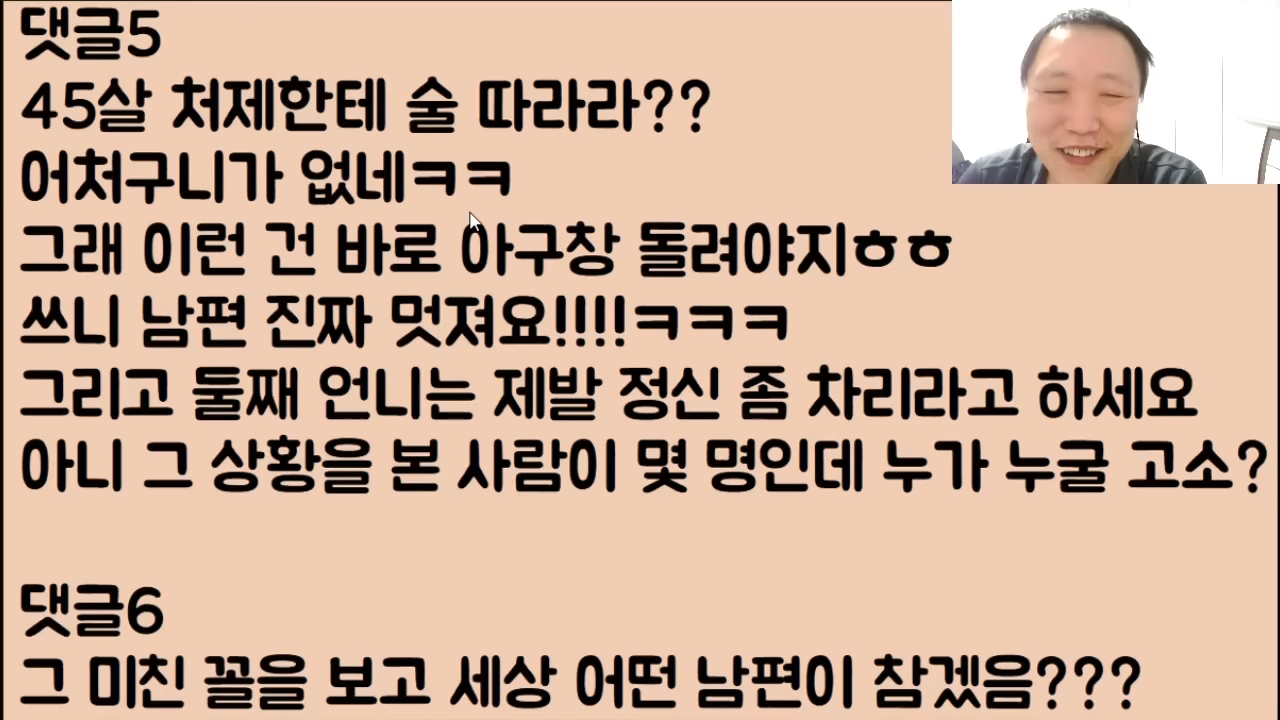 댓글5
45살 처제한테 술 따라라??
어처구니가 없네ㅋㅋ
그래 이런 건 바로 아구창 돌려야지ㅎㅎ
쓰니 남편 진짜 멋져요!!!!ㅋㅋㅋ
그리고 둘째 언니는 제발 정신 좀 차리라고 하세요
아니 그 상황을 본 사람이 몇 명인데 누가 누굴 고소?
댓글6
그 미친 꼴을 보고 세상 어떤 남편이 참겠음???